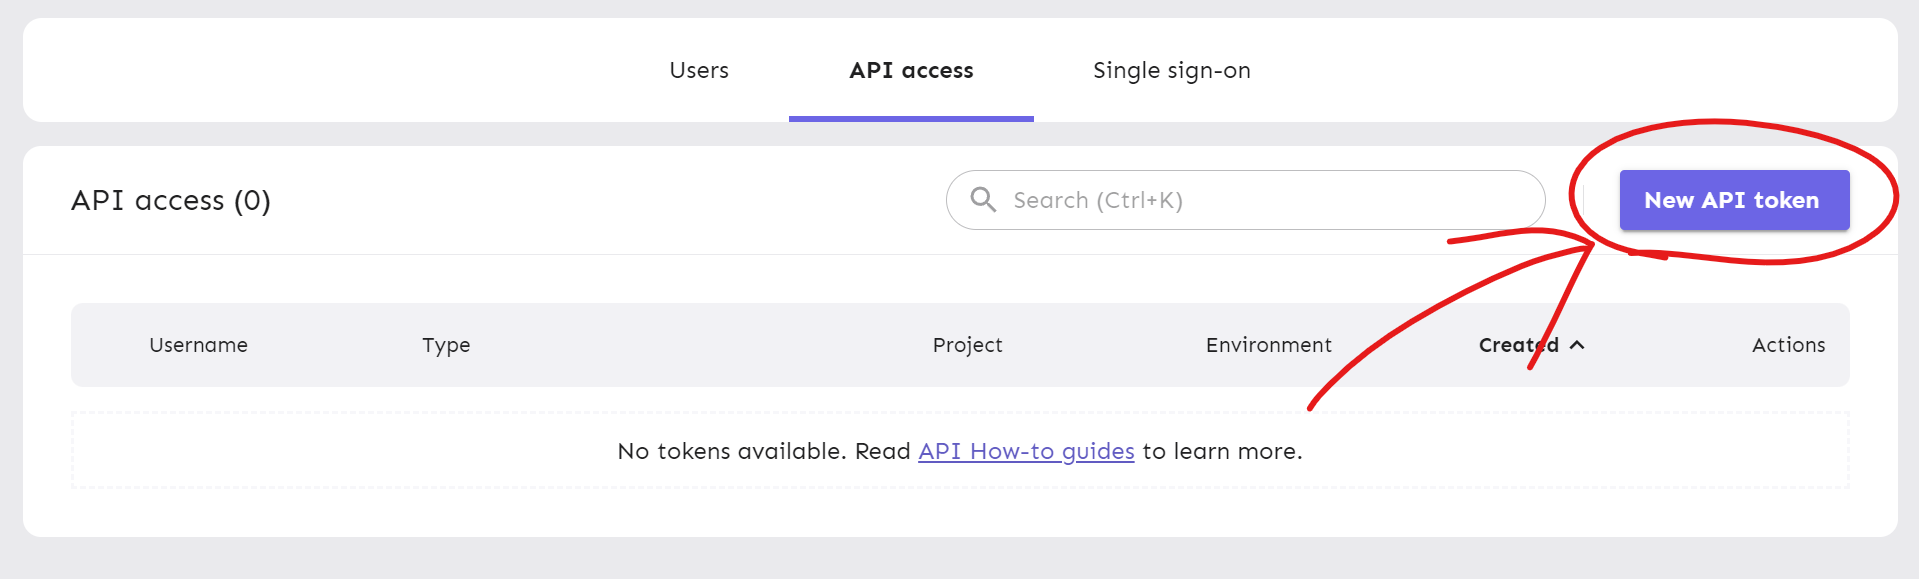 Users API access Single sign-on
API access (0) Search (Ctrl+K) New API token
Username Type Project Environment Created Actions
No tokens available. Read API How-to guides to learn more.